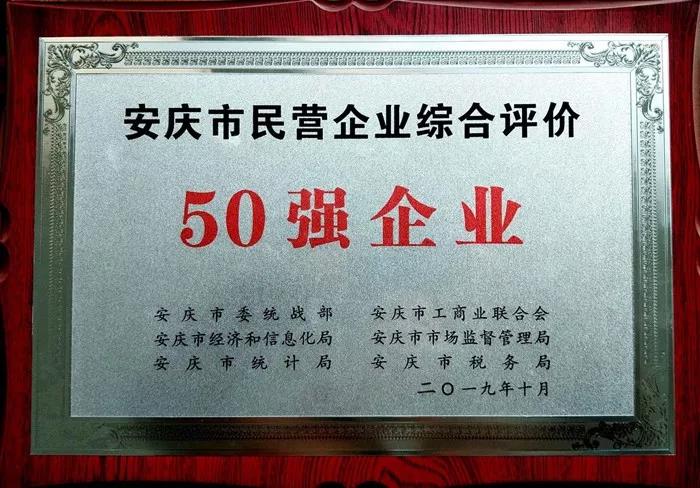 安庆市民营企业综合评价
50强企业
安庆市委统战部 安庆市工商业联合会
安庆市经济和信息化局 安庆市市场监督管理局
安庆市统计局 安庆市税务局
二〇一九年十月